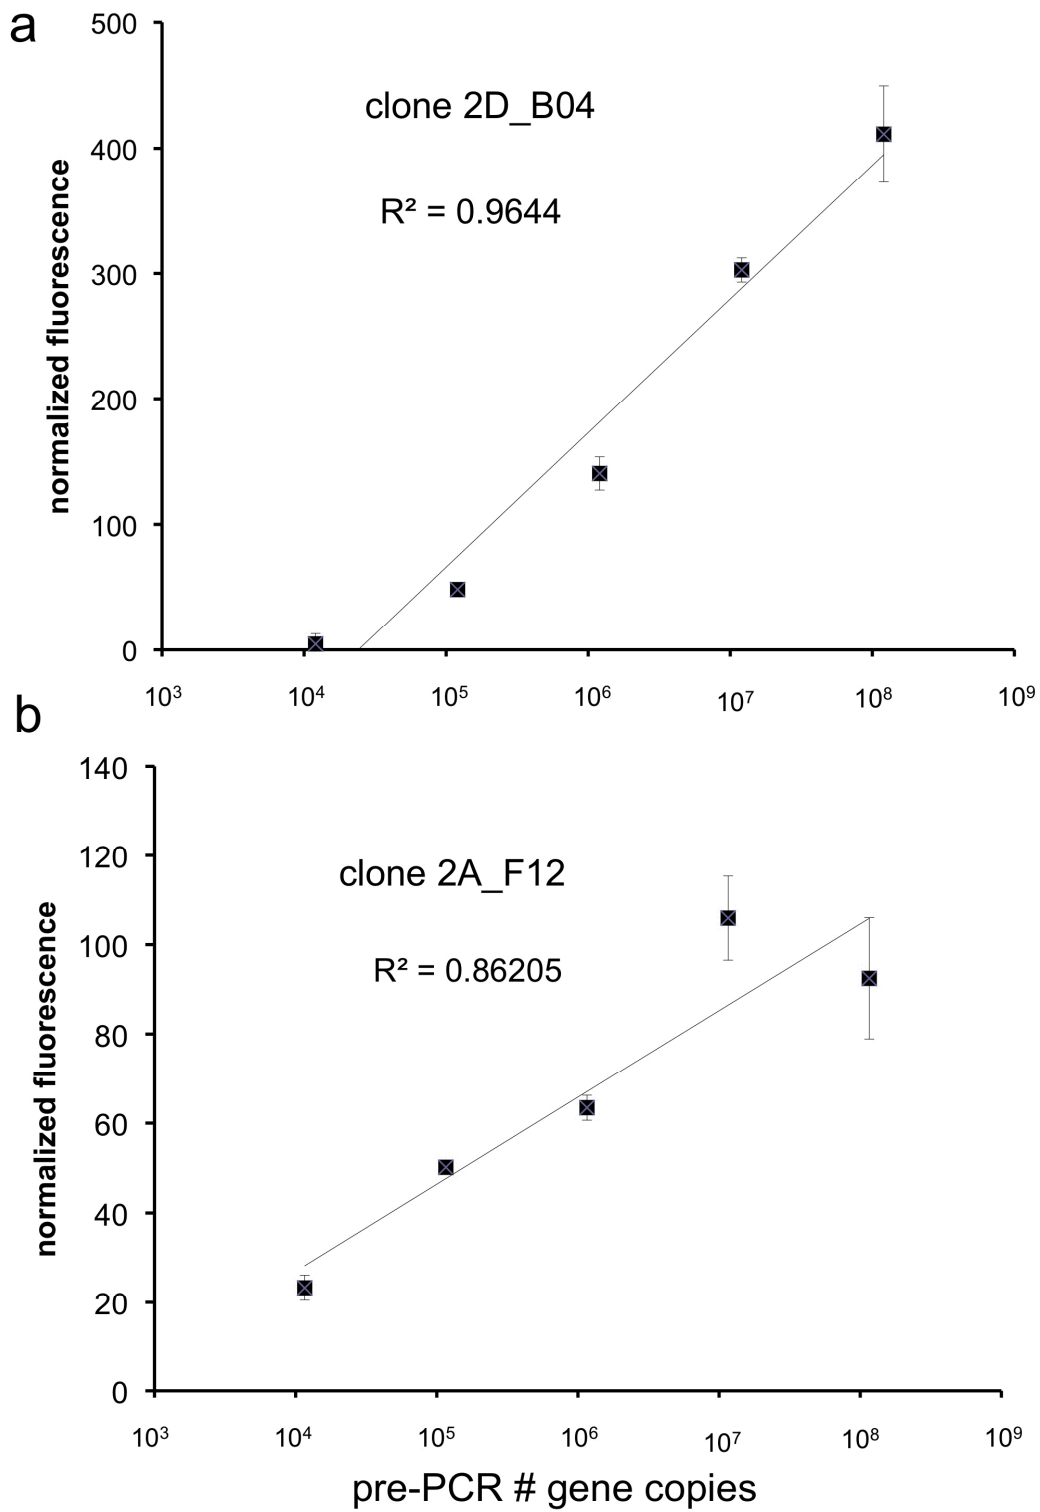 a
500
400
300
200
100
0
normalized fluorescence
clone 2D_B04
R² = 0.9644
10³ 10⁴ 10⁵ 10⁶ 10⁷ 10⁸ 10⁹
b
140
120
100
80
60
40
20
0
normalized fluorescence
clone 2A_F12
R² = 0.86205
10³ 10⁴ 10⁵ 10⁶ 10⁷ 10⁸ 10⁹
pre-PCR # gene copies